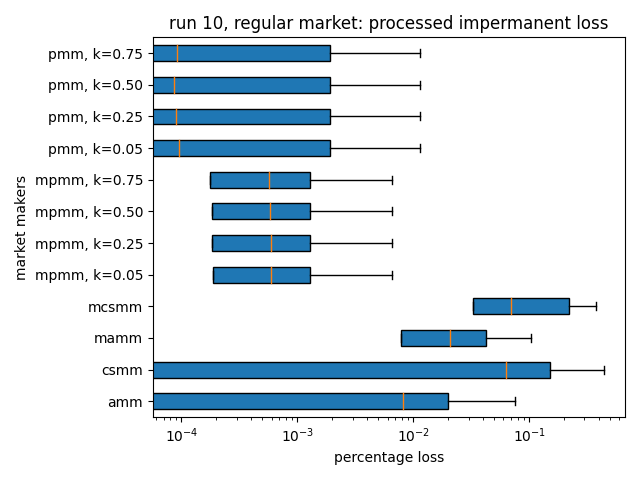 run 10, regular market: processed impermanent loss
market makers
pmm, k=0.75
pmm, k=0.50
pmm, k=0.25
pmm, k=0.05
mpmm, k=0.75
mpmm, k=0.50
mpmm, k=0.25
mpmm, k=0.05
mcsmm
mamm
csmm
amm
10⁻⁴ 10⁻³ 10⁻² 10⁻¹
percentage loss